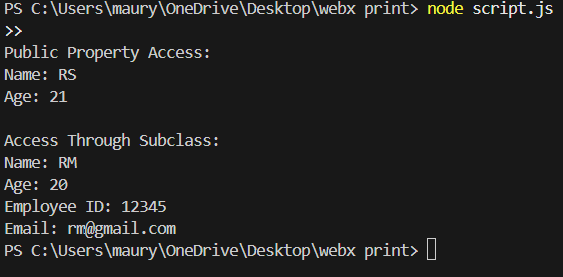 PS C:\Users\maury\OneDrive\Desktop\webx print> node script.js
>>
Public Property Access:
Name: RS
Age: 21
Access Through Subclass:
Name: RM
Age: 20
Employee ID: 12345
Email: rm@gmail.com
PS C:\Users\maury\OneDrive\Desktop\webx print>